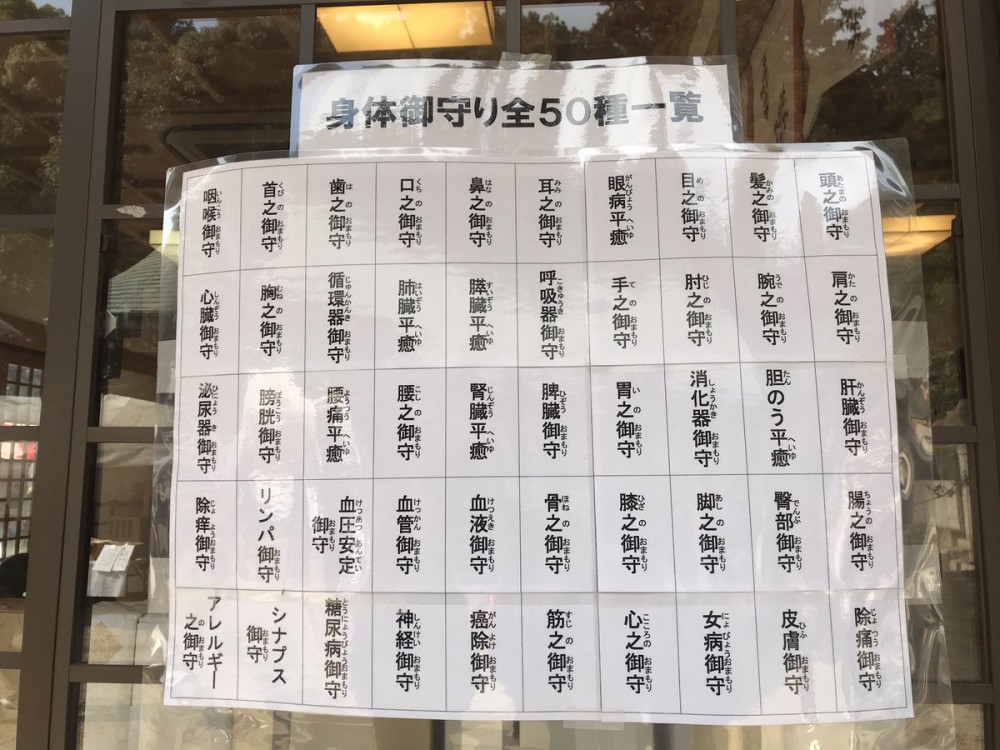 身体御守り全50種一覧
頭之御守
髪之御守
目之御守
眼病平癒
耳之御守
鼻之御守
口之御守
歯之御守
首之御守
咽喉御守
肩之御守
腕之御守
肘之御守
手之御守
呼吸器御守
膵臓平癒
肺臓平癒
循環器御守
胸之御守
心臓御守
肝臓御守
胆のう平癒
消化器御守
胃之御守
脾臓御守
腎臓平癒
腰之御守
腰痛平癒
膀胱御守
泌尿器御守
腸之御守
臀部御守
脚之御守
膝之御守
骨之御守
血液御守
血管御守
血圧安定
御守
リンパ御守
除痒御守
除痛御守
皮膚御守
女病御守
心之御守
筋之御守
癌除御守
神経御守
糖尿病御守
シナプス
御守
アレルギー
之御守